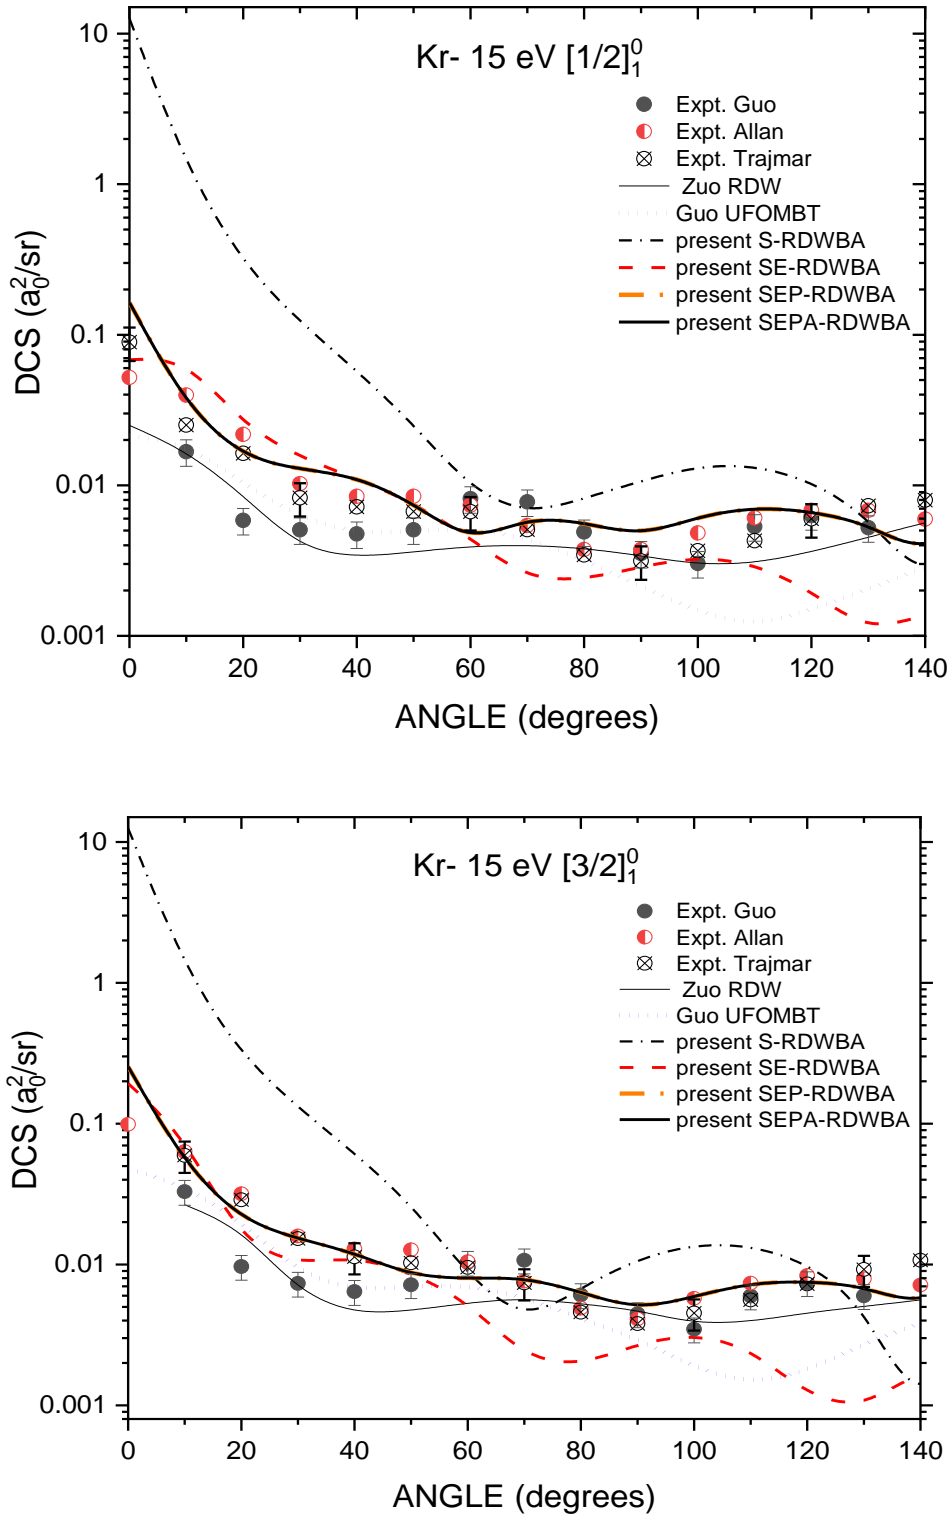 Kr- 15 eV [1/2]₁⁰
Expt. Guo
Expt. Allan
Expt. Trajmar
Zuo RDW
Guo UFOMBT
present S-RDWBA
present SE-RDWBA
present SEP-RDWBA
present SEPA-RDWBA
DCS (a₀²/sr)
10
1
0.1
0.01
0.001
0 20 40 60 80 100 120 140
ANGLE (degrees)
Kr- 15 eV [3/2]₁⁰
Expt. Guo
Expt. Allan
Expt. Trajmar
Zuo RDW
Guo UFOMBT
present S-RDWBA
present SE-RDWBA
present SEP-RDWBA
present SEPA-RDWBA
DCS (a₀²/sr)
10
1
0.1
0.01
0.001
0 20 40 60 80 100 120 140
ANGLE (degrees)